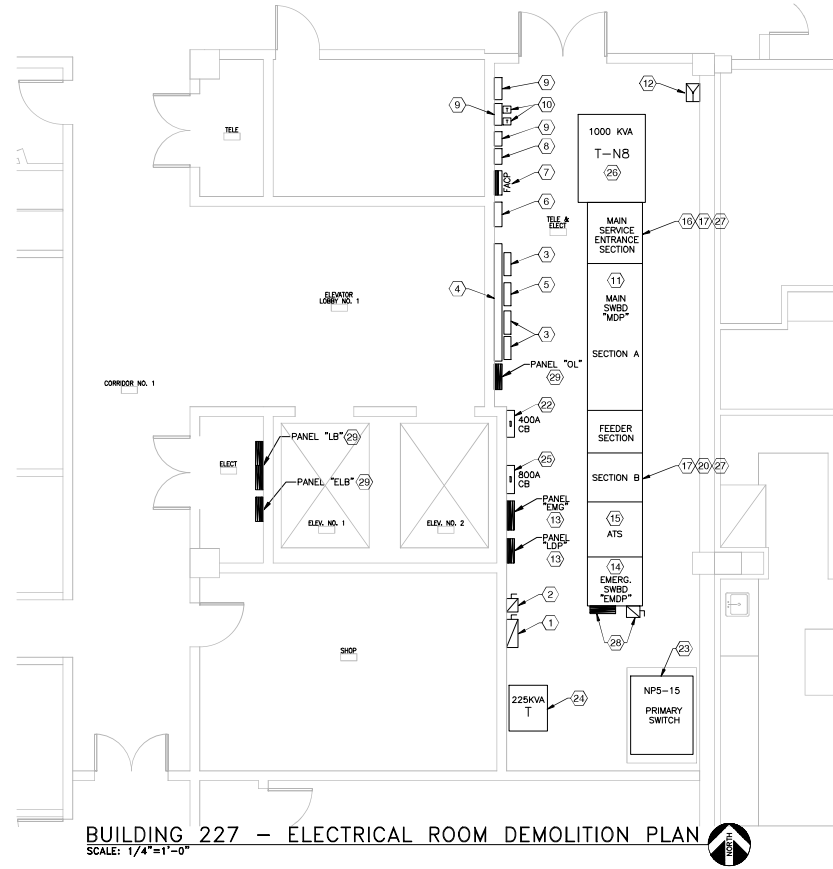 9
12
9
10
TELE
9
1000 KVA
T-N8
8
26
7
FACP
6
TELE &
ELECT
MAIN
SERVICE
ENTRANCE
SECTION
16 17 27
3
11
4
5
MAIN
SWBD
"MDP"
ELEVATOR
LOBBY NO. 1
3
SECTION A
PANEL "OL"
29
CORRIDOR NO. 1
22
400A
CB
FEEDER
SECTION
PANEL "LB" 29
25
ELECT
SECTION B
17 20 27
800A
CB
PANEL "ELB" 29
PANEL
"EMG"
13
15
ATS
ELEV. NO. 1
ELEV. NO. 2
PANEL
"LDP"
13
14
EMERG.
SWBD
"EMDP"
2
1
28
SHOP
23
NP5-15
PRIMARY
SWITCH
225KVA
T
24
BUILDING 227 - ELECTRICAL ROOM DEMOLITION PLAN
SCALE: 1/4"=1'-0"
NORTH